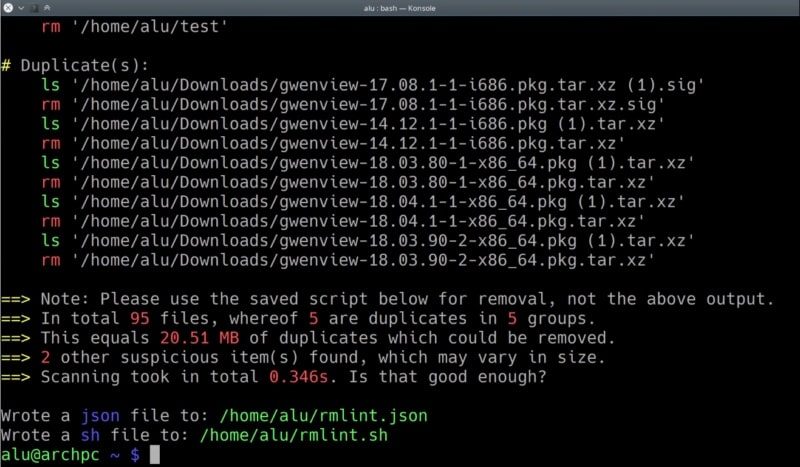 alu : bash — Konsole
rm '/home/alu/test'
# Duplicate(s):
ls '/home/alu/Downloads/gwenview-17.08.1-1-i686.pkg.tar.xz (1).sig'
rm '/home/alu/Downloads/gwenview-17.08.1-1-i686.pkg.tar.xz.sig'
ls '/home/alu/Downloads/gwenview-14.12.1-1-i686.pkg (1).tar.xz'
rm '/home/alu/Downloads/gwenview-14.12.1-1-i686.pkg.tar.xz'
ls '/home/alu/Downloads/gwenview-18.03.80-1-x86_64.pkg (1).tar.xz'
rm '/home/alu/Downloads/gwenview-18.03.80-1-x86_64.pkg.tar.xz'
ls '/home/alu/Downloads/gwenview-18.04.1-1-x86_64.pkg (1).tar.xz'
rm '/home/alu/Downloads/gwenview-18.04.1-1-x86_64.pkg.tar.xz'
ls '/home/alu/Downloads/gwenview-18.03.90-2-x86_64.pkg (1).tar.xz'
rm '/home/alu/Downloads/gwenview-18.03.90-2-x86_64.pkg.tar.xz'
==> Note: Please use the saved script below for removal, not the above output.
==> In total 95 files, whereof 5 are duplicates in 5 groups.
==> This equals 20.51 MB of duplicates which could be removed.
==> 2 other suspicious item(s) found, which may vary in size.
==> Scanning took in total 0.346s. Is that good enough?
Wrote a json file to: /home/alu/rmlint.json
Wrote a sh file to: /home/alu/rmlint.sh
alu@archpc ~ $